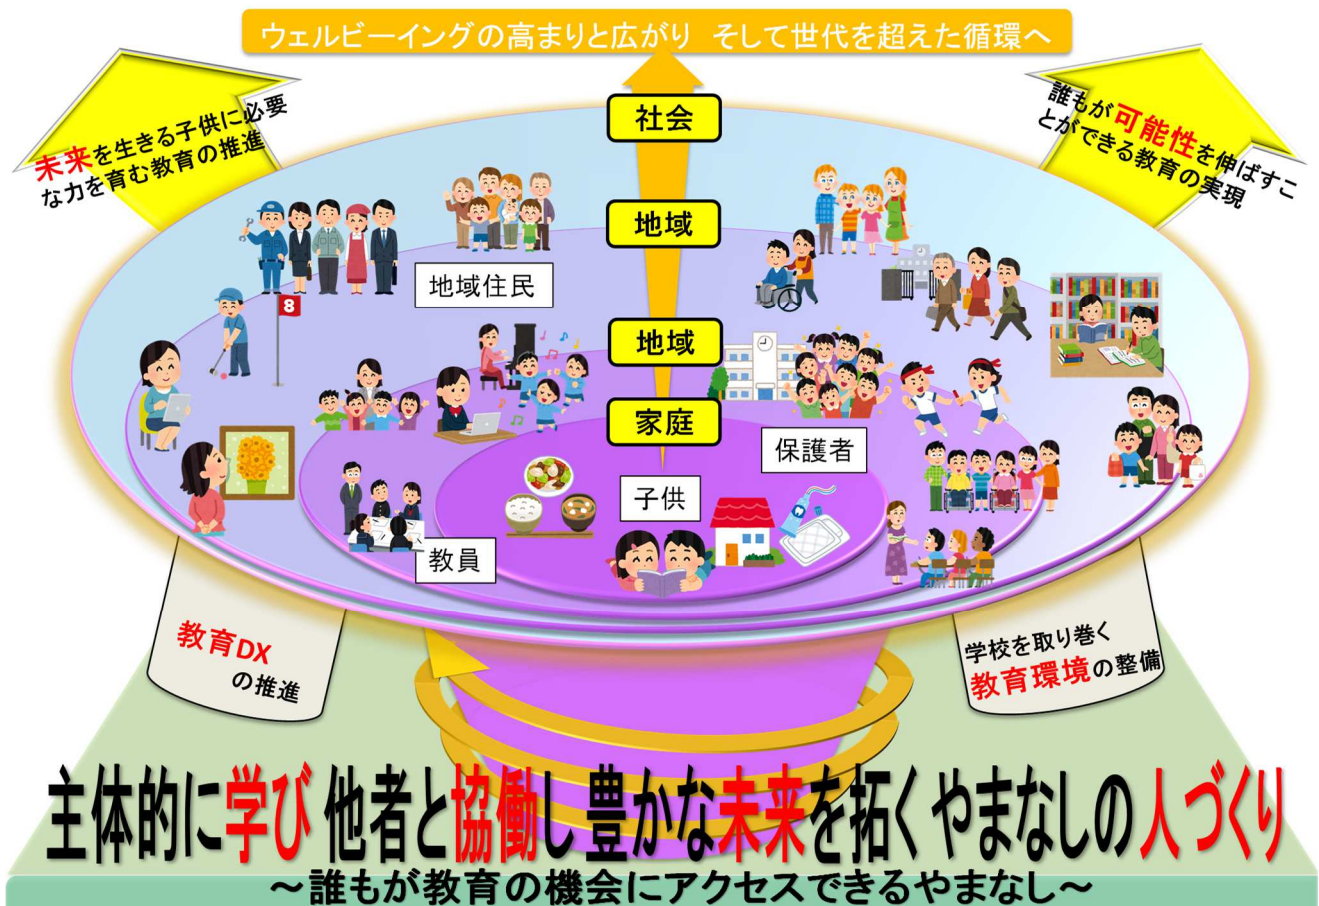 ウェルビーイングの高まりと広がり そして世代を超えた循環へ
未来を生きる子供に必要
な力を育む教育の推進
誰もが可能性を伸ばすこ
とができる教育の実現
社会
地域
地域住民
8
地域
家庭
保護者
子供
教員
教育DX
の推進
学校を取り巻く
教育環境の整備
主体的に学び 他者と協働し 豊かな未来を拓く やまなしの人づくり
～誰もが教育の機会にアクセスできるやまなし～